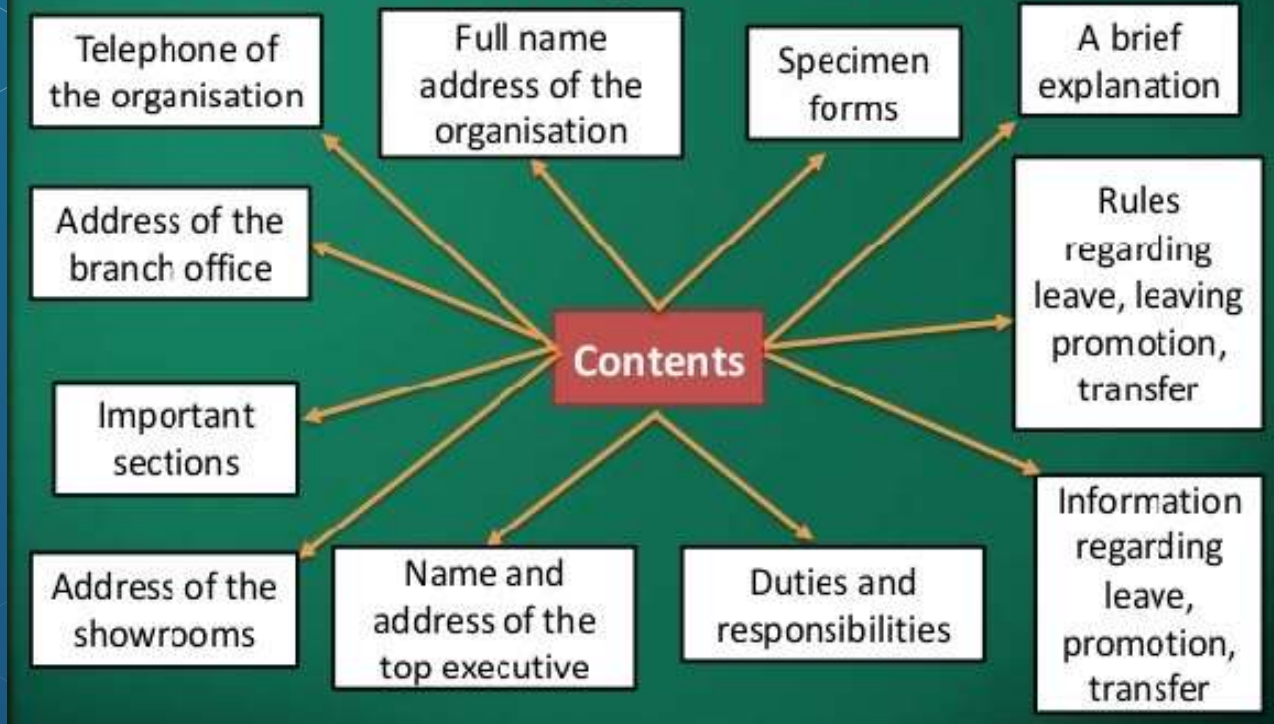 Telephone of
the organisation
Full name
address of the
organisation
Specimen
forms
A brief
explanation
Address of the
branch office
Rules
regarding
leave, leaving
promotion,
transfer
Contents
Important
sections
Information
regarding
leave,
promotion,
transfer
Address of the
showrooms
Name and
address of the
top executive
Duties and
responsibilities